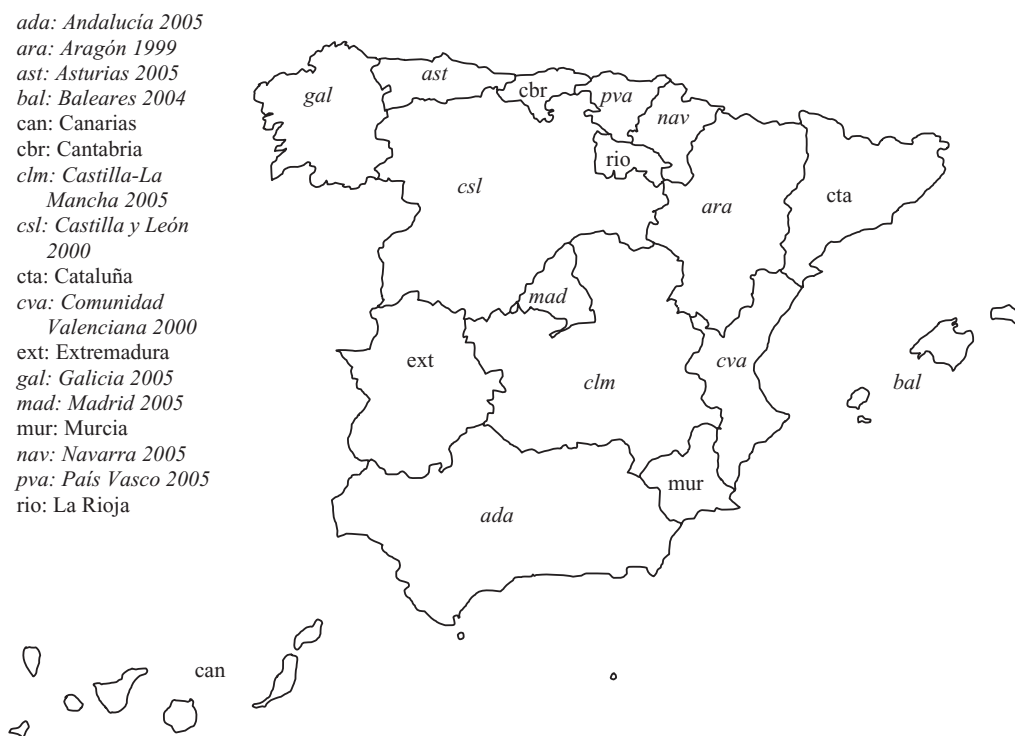 ada: Andalucía 2005
ara: Aragón 1999
ast: Asturias 2005
bal: Baleares 2004
can: Canarias
cbr: Cantabria
clm: Castilla-La
Mancha 2005
csl: Castilla y León
2000
cta: Cataluña
cva: Comunidad
Valenciana 2000
ext: Extremadura
gal: Galicia 2005
mad: Madrid 2005
mur: Murcia
nav: Navarra 2005
pva: País Vasco 2005
rio: La Rioja
gal
ast
cbr
pva
nav
rio
csl
ara
cta
mad
ext
clm
cva
bal
mur
ada
can